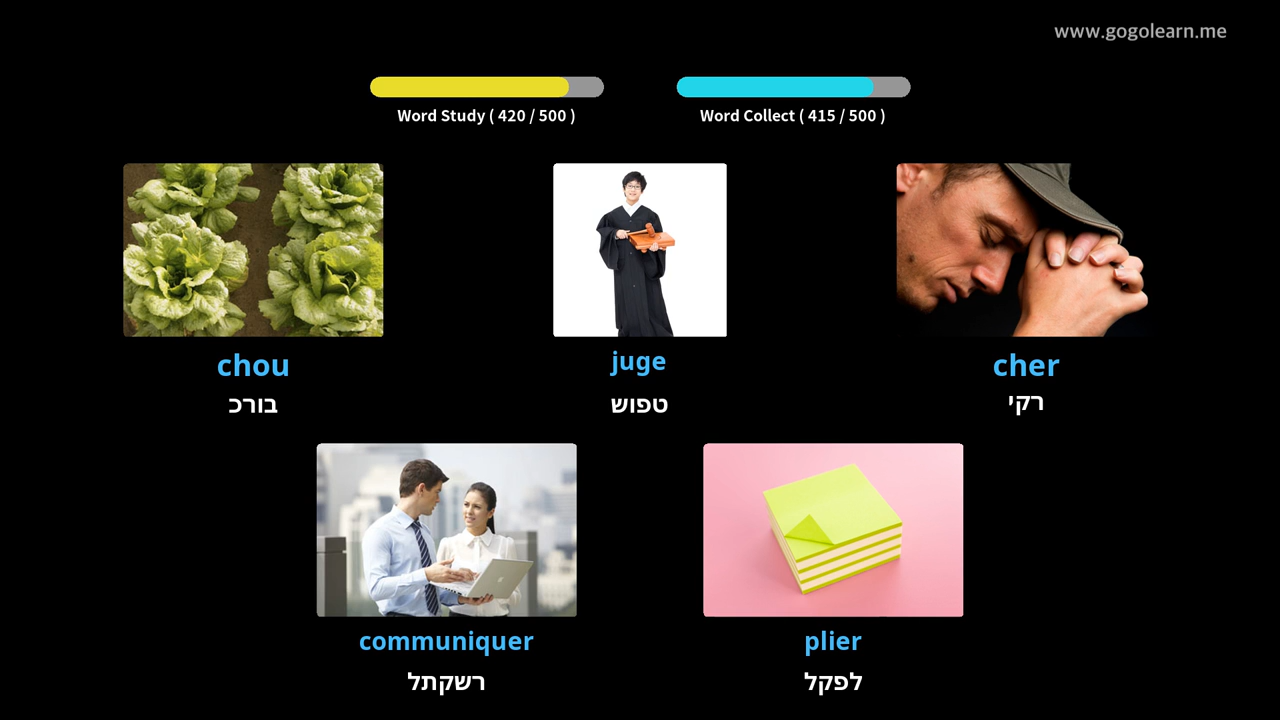 www.gogolearn.me
Word Study ( 420 / 500 )
Word Collect ( 415 / 500 )
chou
בורכ
juge
טפוש
cher
רקי
communiquer
רשקתל
plier
לפקל